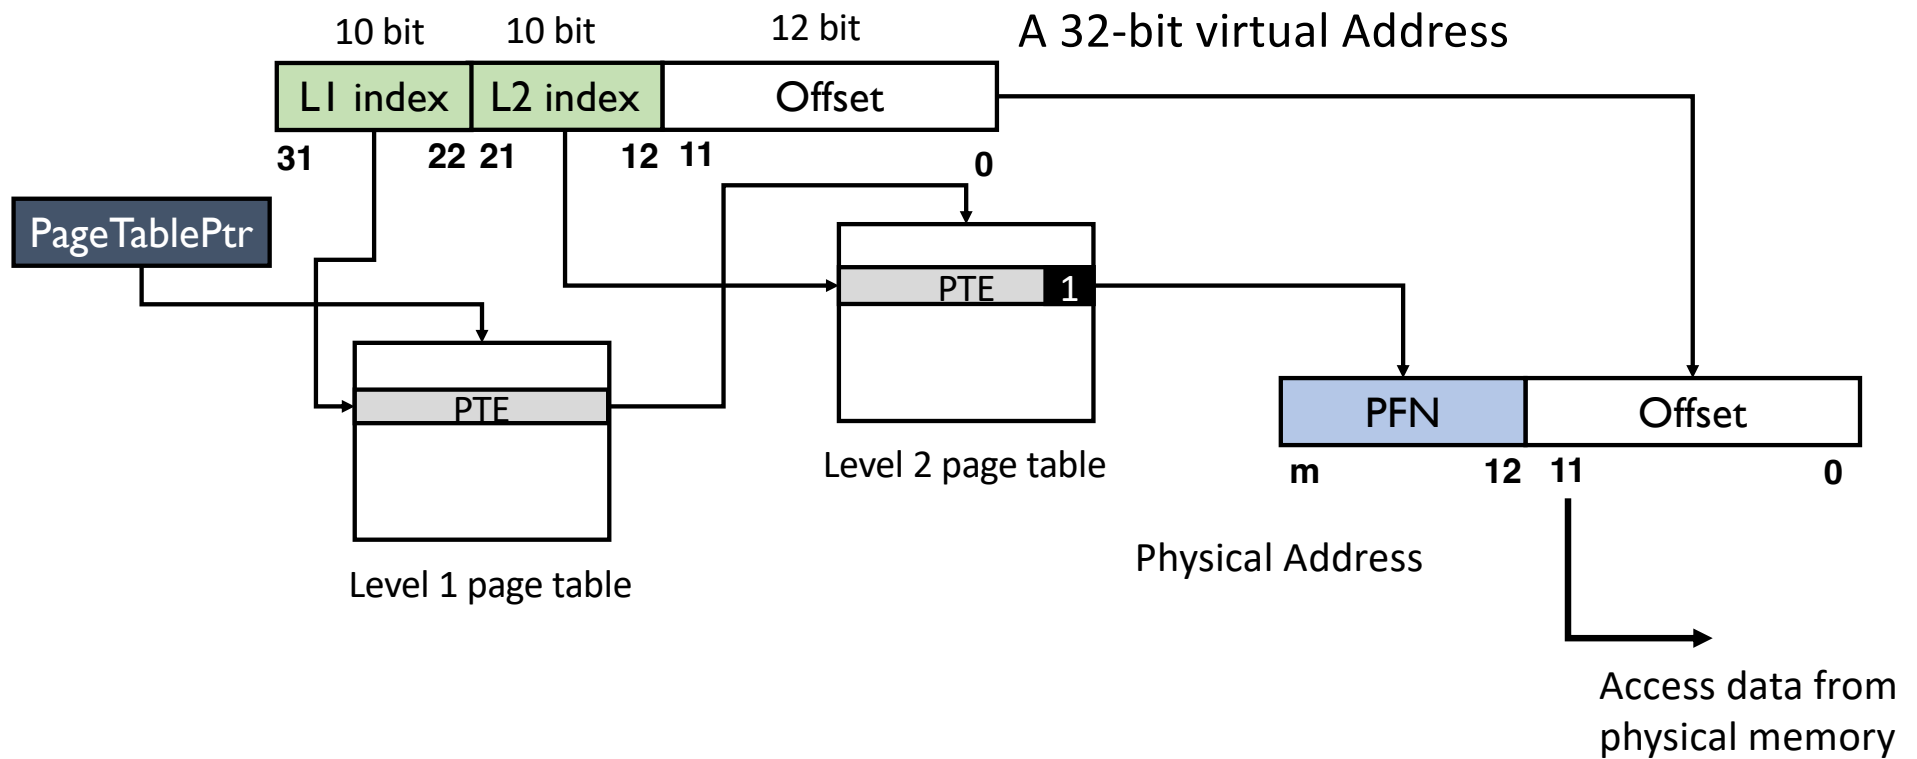 10 bit
10 bit
12 bit
A 32-bit virtual Address
L1 index
L2 index
Offset
31
22
21
12
11
0
PageTablePtr
PTE
1
PTE
PFN
Offset
Level 2 page table
m
12
11
0
Physical Address
Level 1 page table
Access data from
physical memory